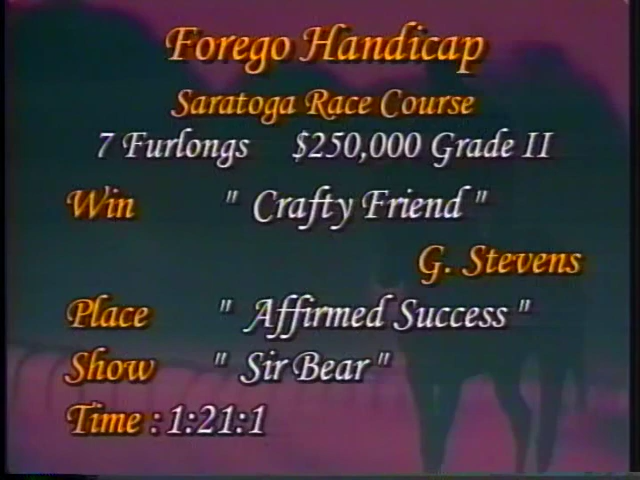 Forego Handicap
Saratoga Race Course
7 Furlongs $250,000 Grade II
Win " Crafty Friend "
G. Stevens
Place " Affirmed Success "
Show " Sir Bear "
Time : 1:21:1